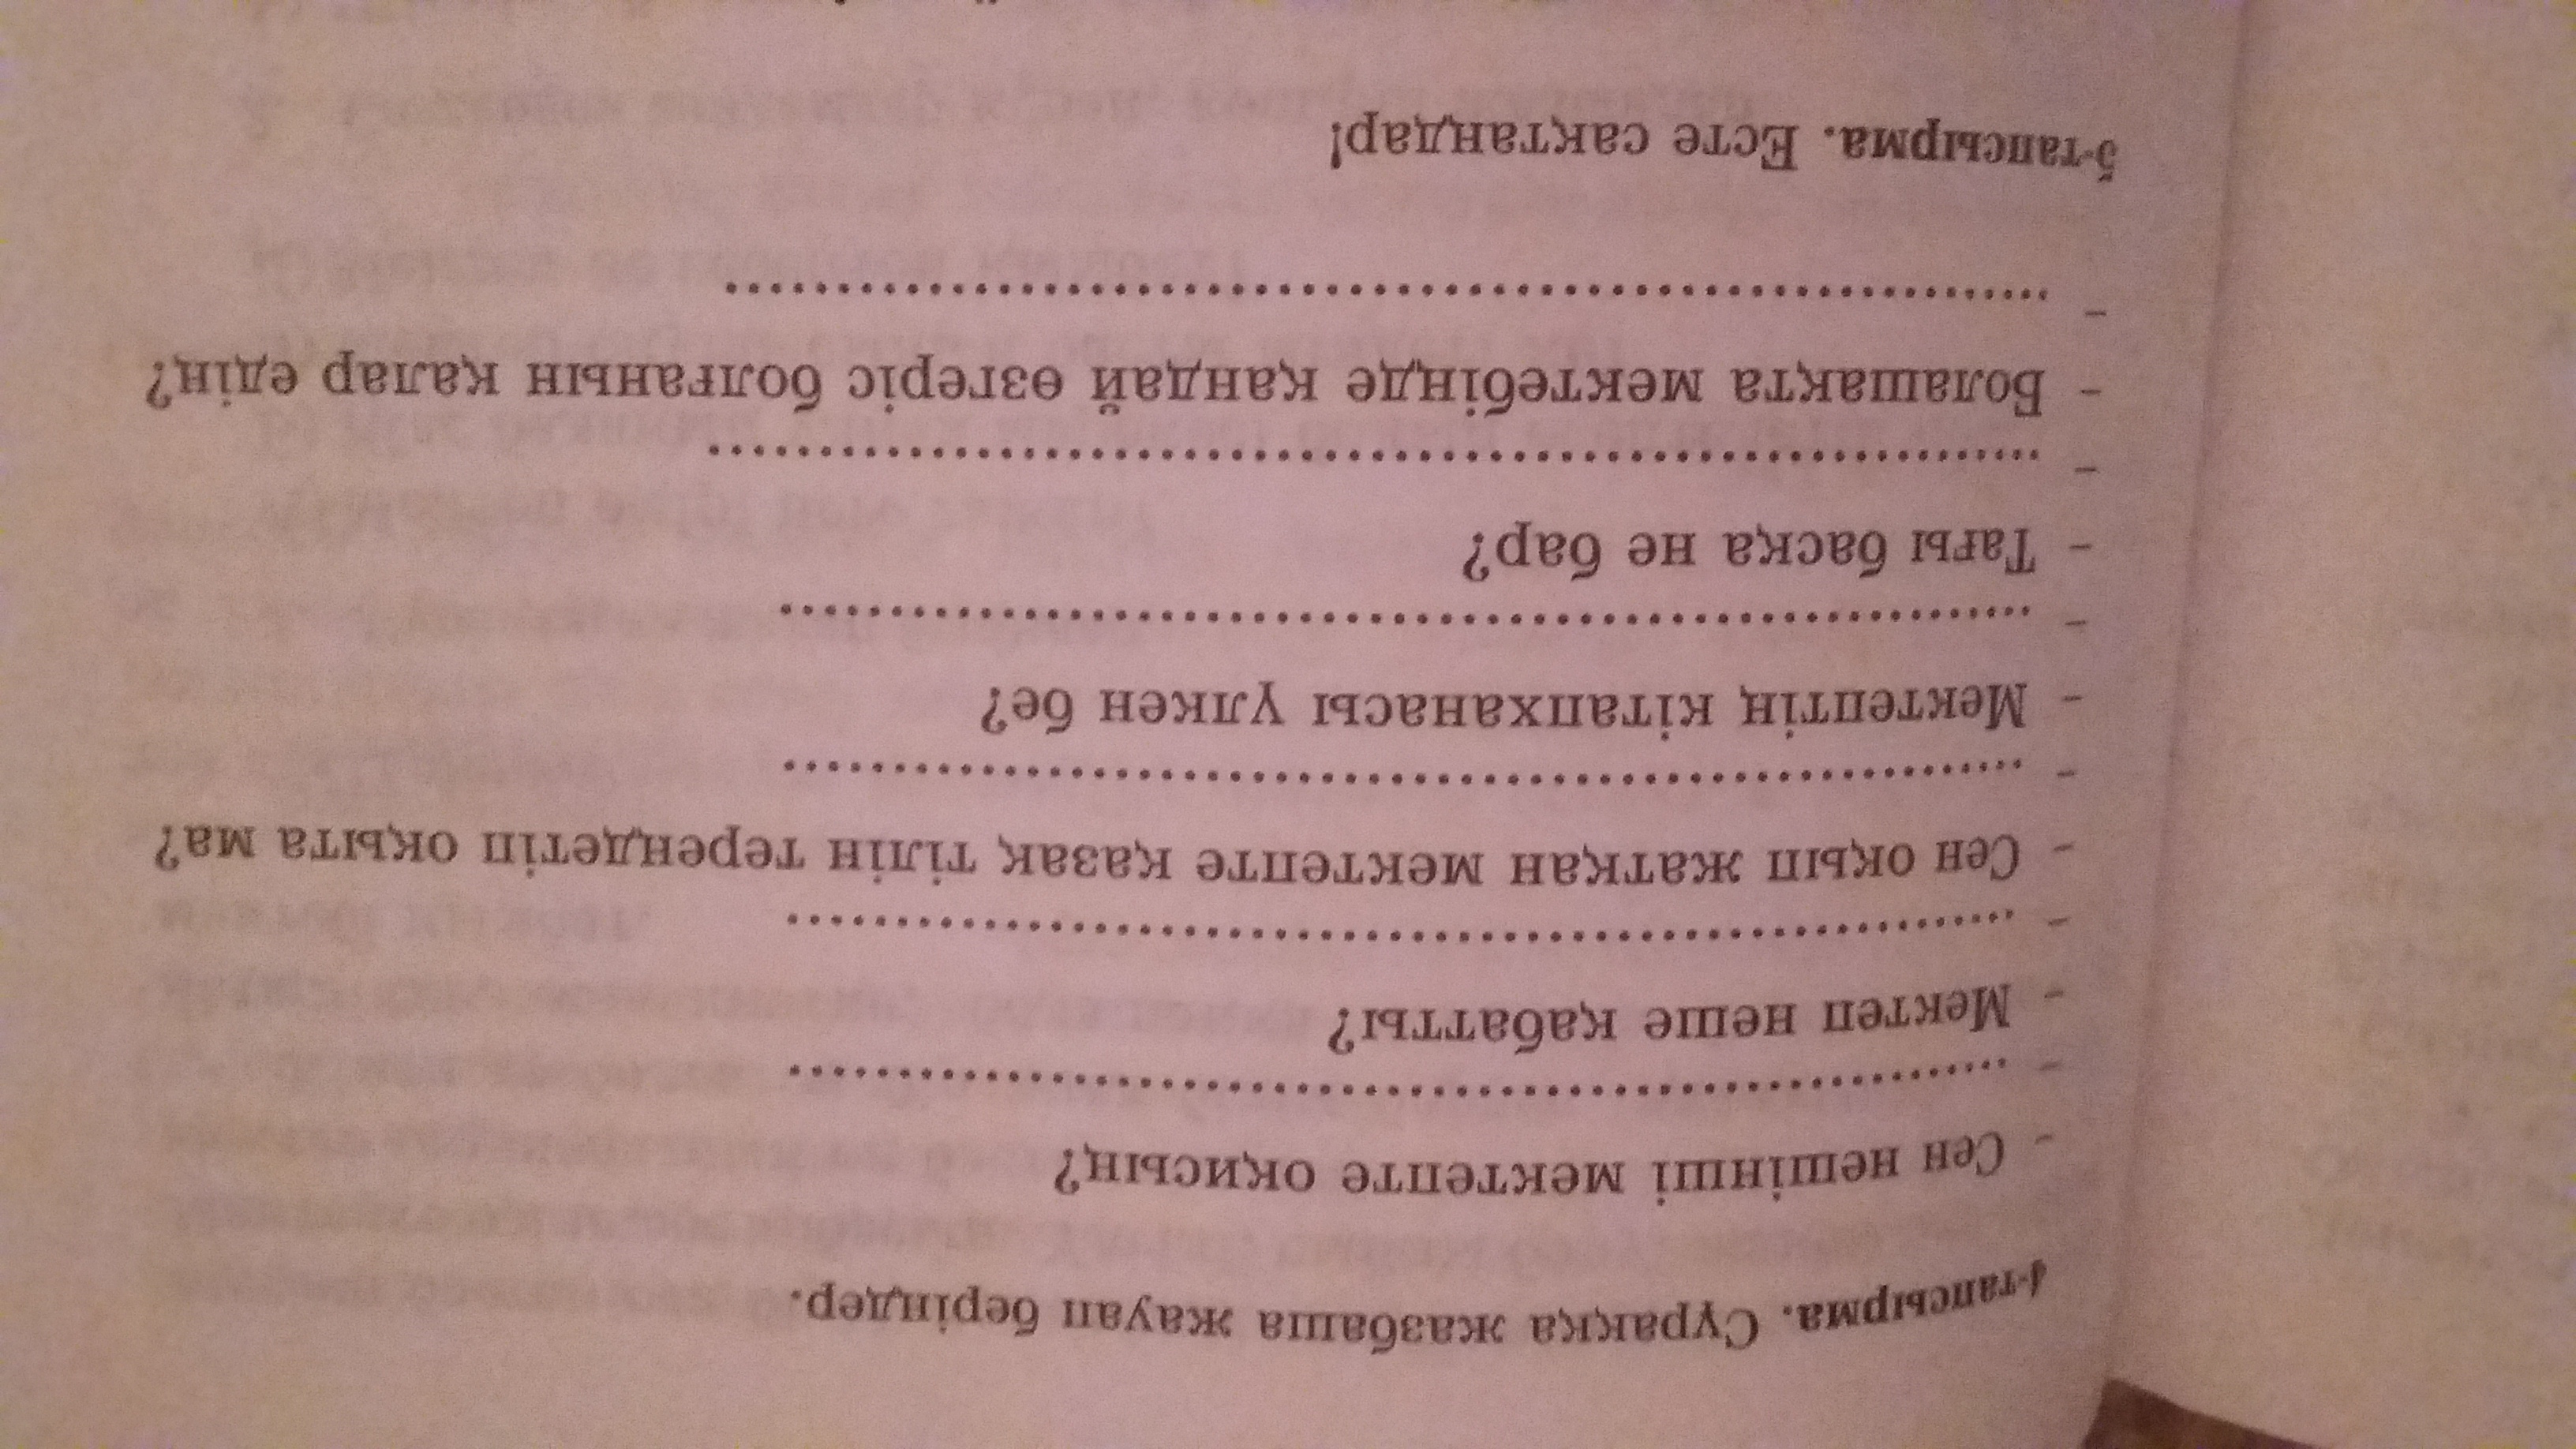 4-тапсырма. Сұраққа жазбаша жауап беріңдер.
– Сен нешінші мектепте оқисың?
– ............................................................
– Мектеп неше қабатты?
– ............................................................
– Сен оқып жатқан мектепте қазақ тілін тереңдетіп оқыта ма?
– ............................................................
– Мектептің кітапханасы үлкен бе?
– ............................................................
– Тағы басқа не бар?
– ............................................................
– Болашақта мектебіңде қандай өзгеріс болғанын қалар едің?
– ............................................................
5-тапсырма. Есте сақтаңдар!